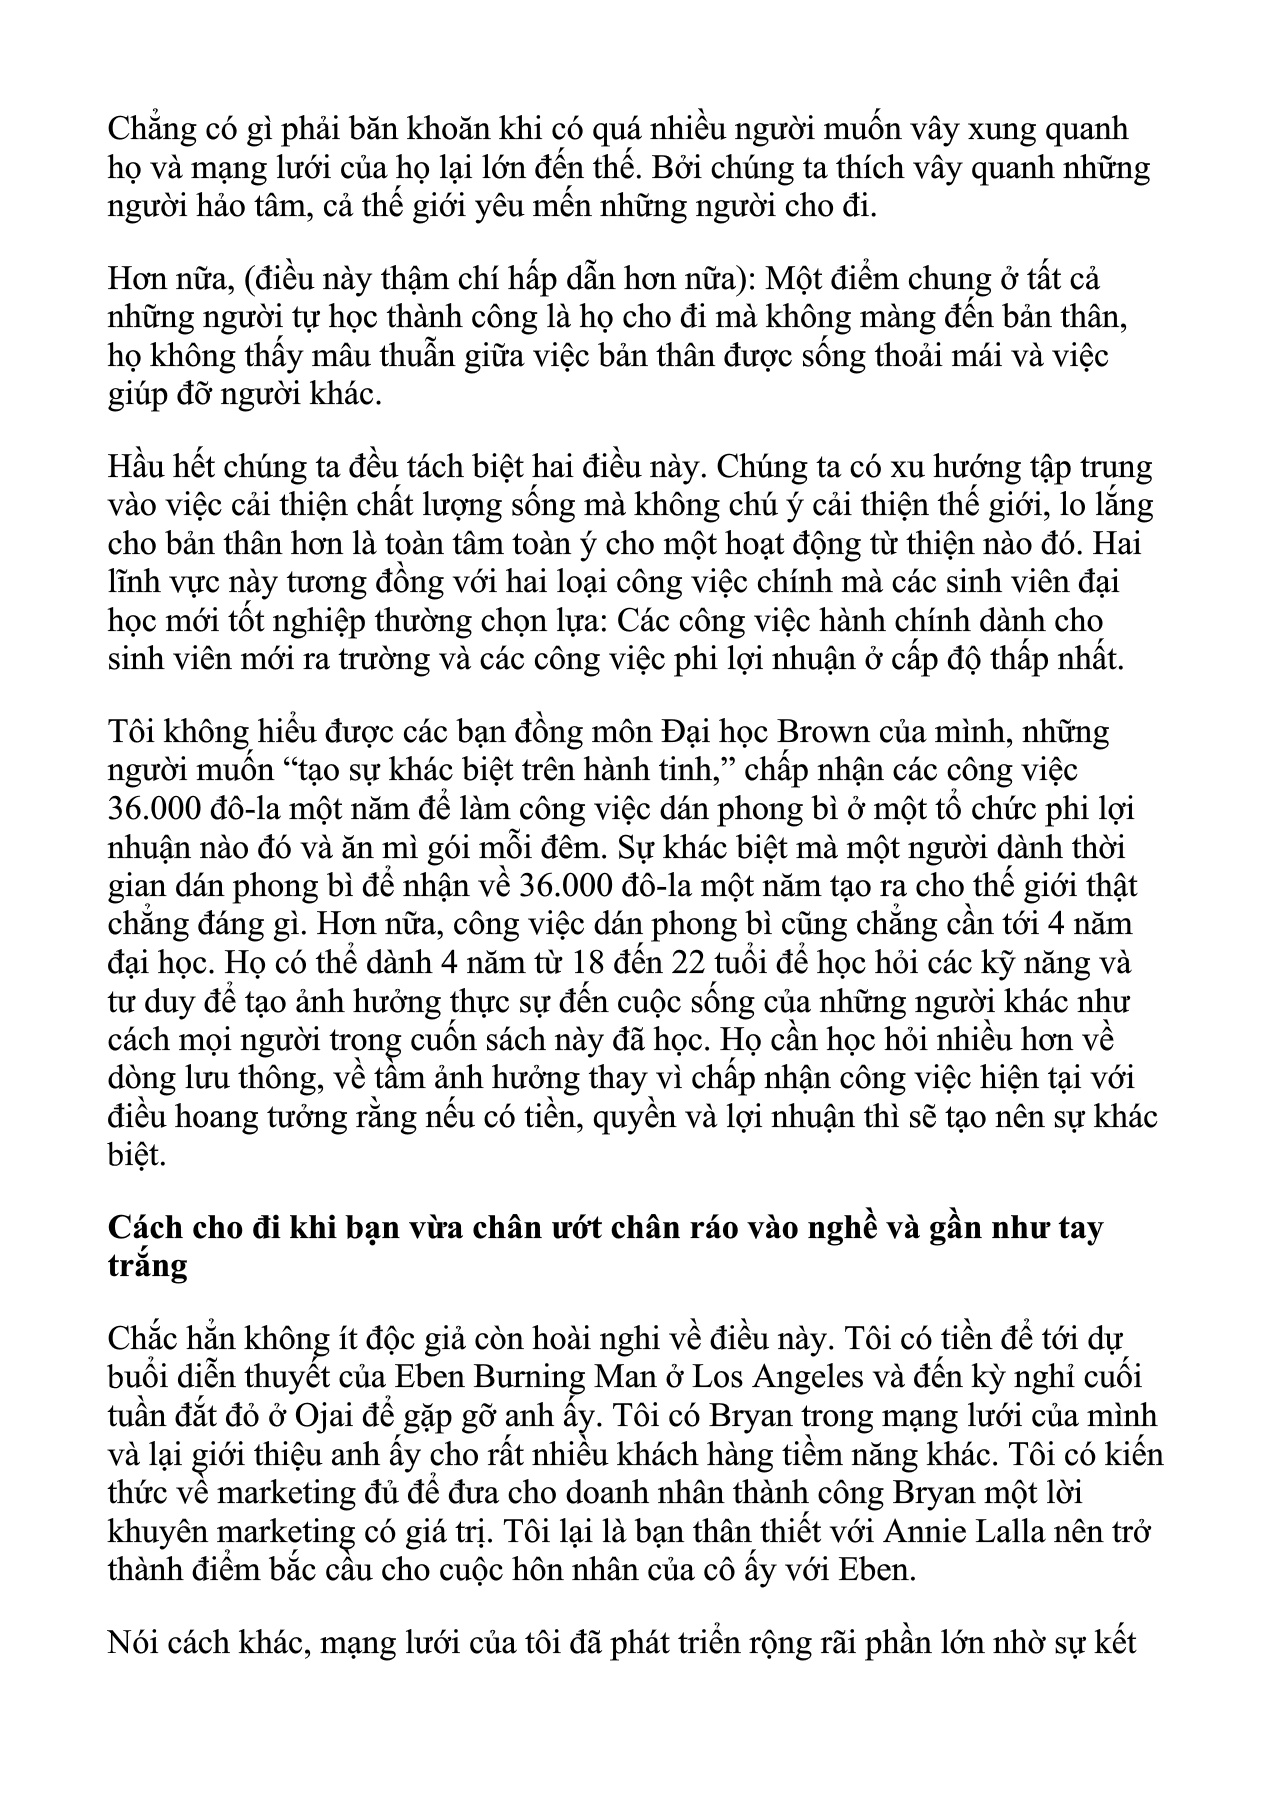 Chẳng có gì phải băn khoăn khi có quá nhiều người muốn vây xung quanh
họ và mạng lưới của họ lại lớn đến thế. Bởi chúng ta thích vây quanh những
người hảo tâm, cả thế giới yêu mến những người cho đi.
Hơn nữa, (điều này thậm chí hấp dẫn hơn nữa): Một điểm chung ở tất cả
những người tự học thành công là họ cho đi mà không màng đến bản thân,
họ không thấy mâu thuẫn giữa việc bản thân được sống thoải mái và việc
giúp đỡ người khác.
Hầu hết chúng ta đều tách biệt hai điều này. Chúng ta có xu hướng tập trung
vào việc cải thiện chất lượng sống mà không chú ý cải thiện thế giới, lo lắng
cho bản thân hơn là toàn tâm toàn ý cho một hoạt động từ thiện nào đó. Hai
lĩnh vực này tương đồng với hai loại công việc chính mà các sinh viên đại
học mới tốt nghiệp thường chọn lựa: Các công việc hành chính dành cho
sinh viên mới ra trường và các công việc phi lợi nhuận ở cấp độ thấp nhất.
Tôi không hiểu được các bạn đồng môn Đại học Brown của mình, những
người muốn “tạo sự khác biệt trên hành tinh,” chấp nhận các công việc
36.000 đô-la một năm để làm công việc dán phong bì ở một tổ chức phi lợi
nhuận nào đó và ăn mì gói mỗi đêm. Sự khác biệt mà một người dành thời
gian dán phong bì để nhận về 36.000 đô-la một năm tạo ra cho thế giới thật
chẳng đáng gì. Hơn nữa, công việc dán phong bì cũng chẳng cần tới 4 năm
đại học. Họ có thể dành 4 năm từ 18 đến 22 tuổi để học hỏi các kỹ năng và
tư duy để tạo ảnh hưởng thực sự đến cuộc sống của những người khác như
cách mọi người trong cuốn sách này đã học. Họ cần học hỏi nhiều hơn về
dòng lưu thông, về tầm ảnh hưởng thay vì chấp nhận công việc hiện tại với
điều hoang tưởng rằng nếu có tiền, quyền và lợi nhuận thì sẽ tạo nên sự khác
biệt.
Cách cho đi khi bạn vừa chân ướt chân ráo vào nghề và gần như tay
trắng
Chắc hẳn không ít độc giả còn hoài nghi về điều này. Tôi có tiền để tới dự
buổi diễn thuyết của Eben Burning Man ở Los Angeles và đến kỳ nghỉ cuối
tuần đắt đỏ ở Ojai để gặp gỡ anh ấy. Tôi có Bryan trong mạng lưới của mình
và lại giới thiệu anh ấy cho rất nhiều khách hàng tiềm năng khác. Tôi có kiến
thức về marketing đủ để đưa cho doanh nhân thành công Bryan một lời
khuyên marketing có giá trị. Tôi lại là bạn thân thiết với Annie Lalla nên trở
thành điểm bắc cầu cho cuộc hôn nhân của cô ấy với Eben.
Nói cách khác, mạng lưới của tôi đã phát triển rộng rãi phần lớn nhờ sự kết